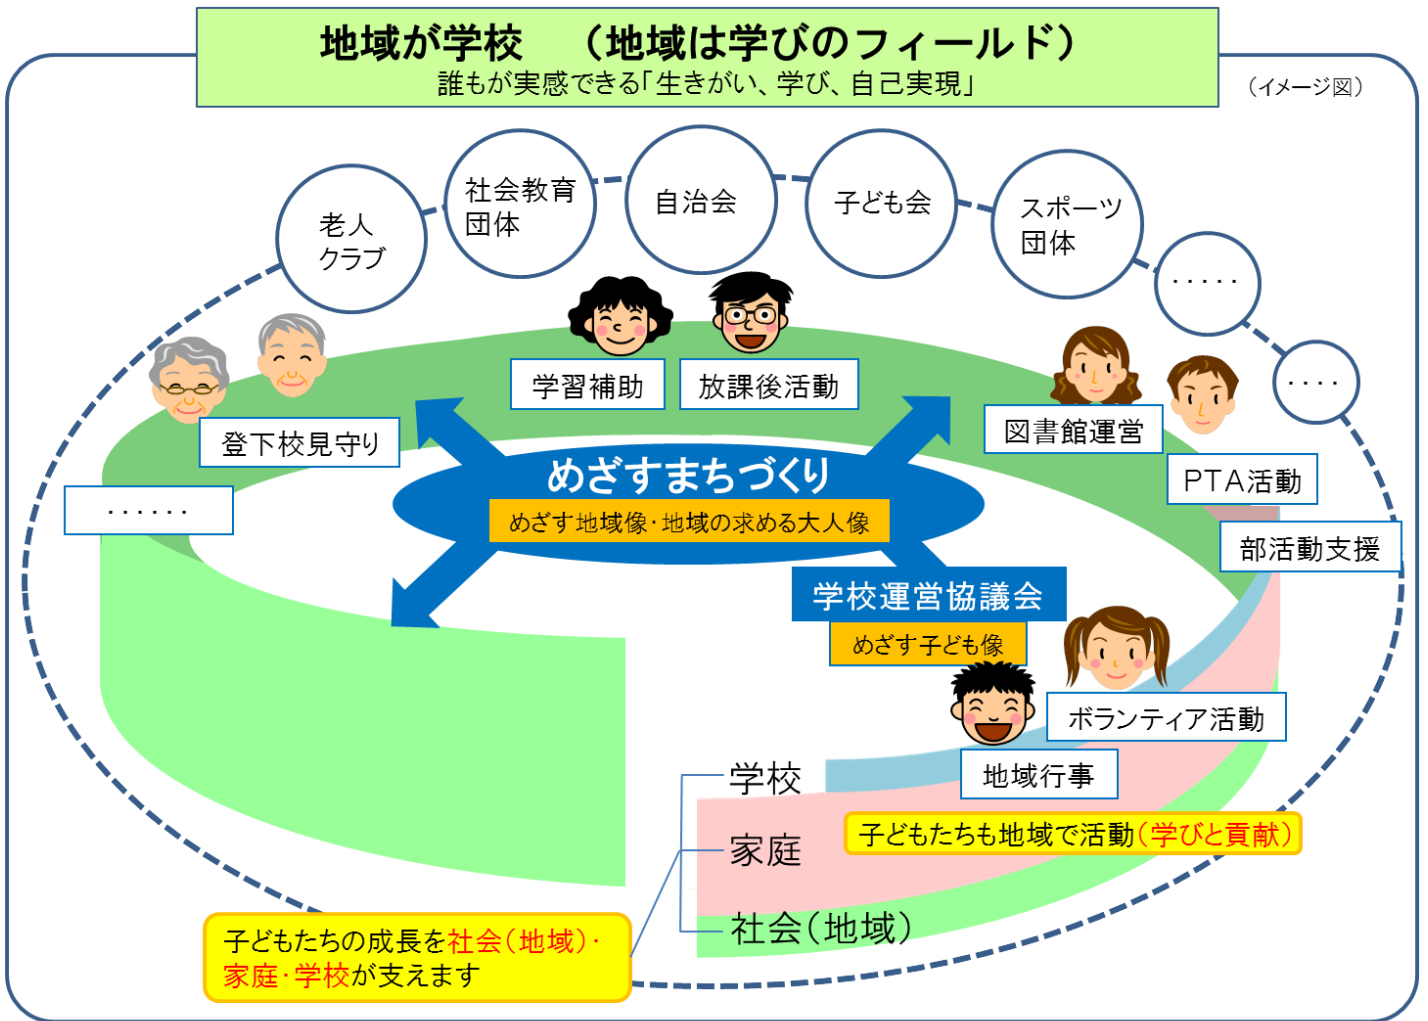 地域が学校　（地域は学びのフィールド）
誰もが実感できる「生きがい、学び、自己実現」
（イメージ図）
老人
クラブ
社会教育
団体
自治会
子ども会
スポーツ
団体
・・・・・
・・・・
学習補助
放課後活動
登下校見守り
図書館運営
PTA活動
・・・・・・
部活動支援
めざすまちづくり
めざす地域像・地域の求める大人像
学校運営協議会
めざす子ども像
ボランティア活動
地域行事
学校
家庭
社会（地域）
子どもたちも地域で活動（学びと貢献）
子どもたちの成長を社会（地域）・
家庭・学校が支えます